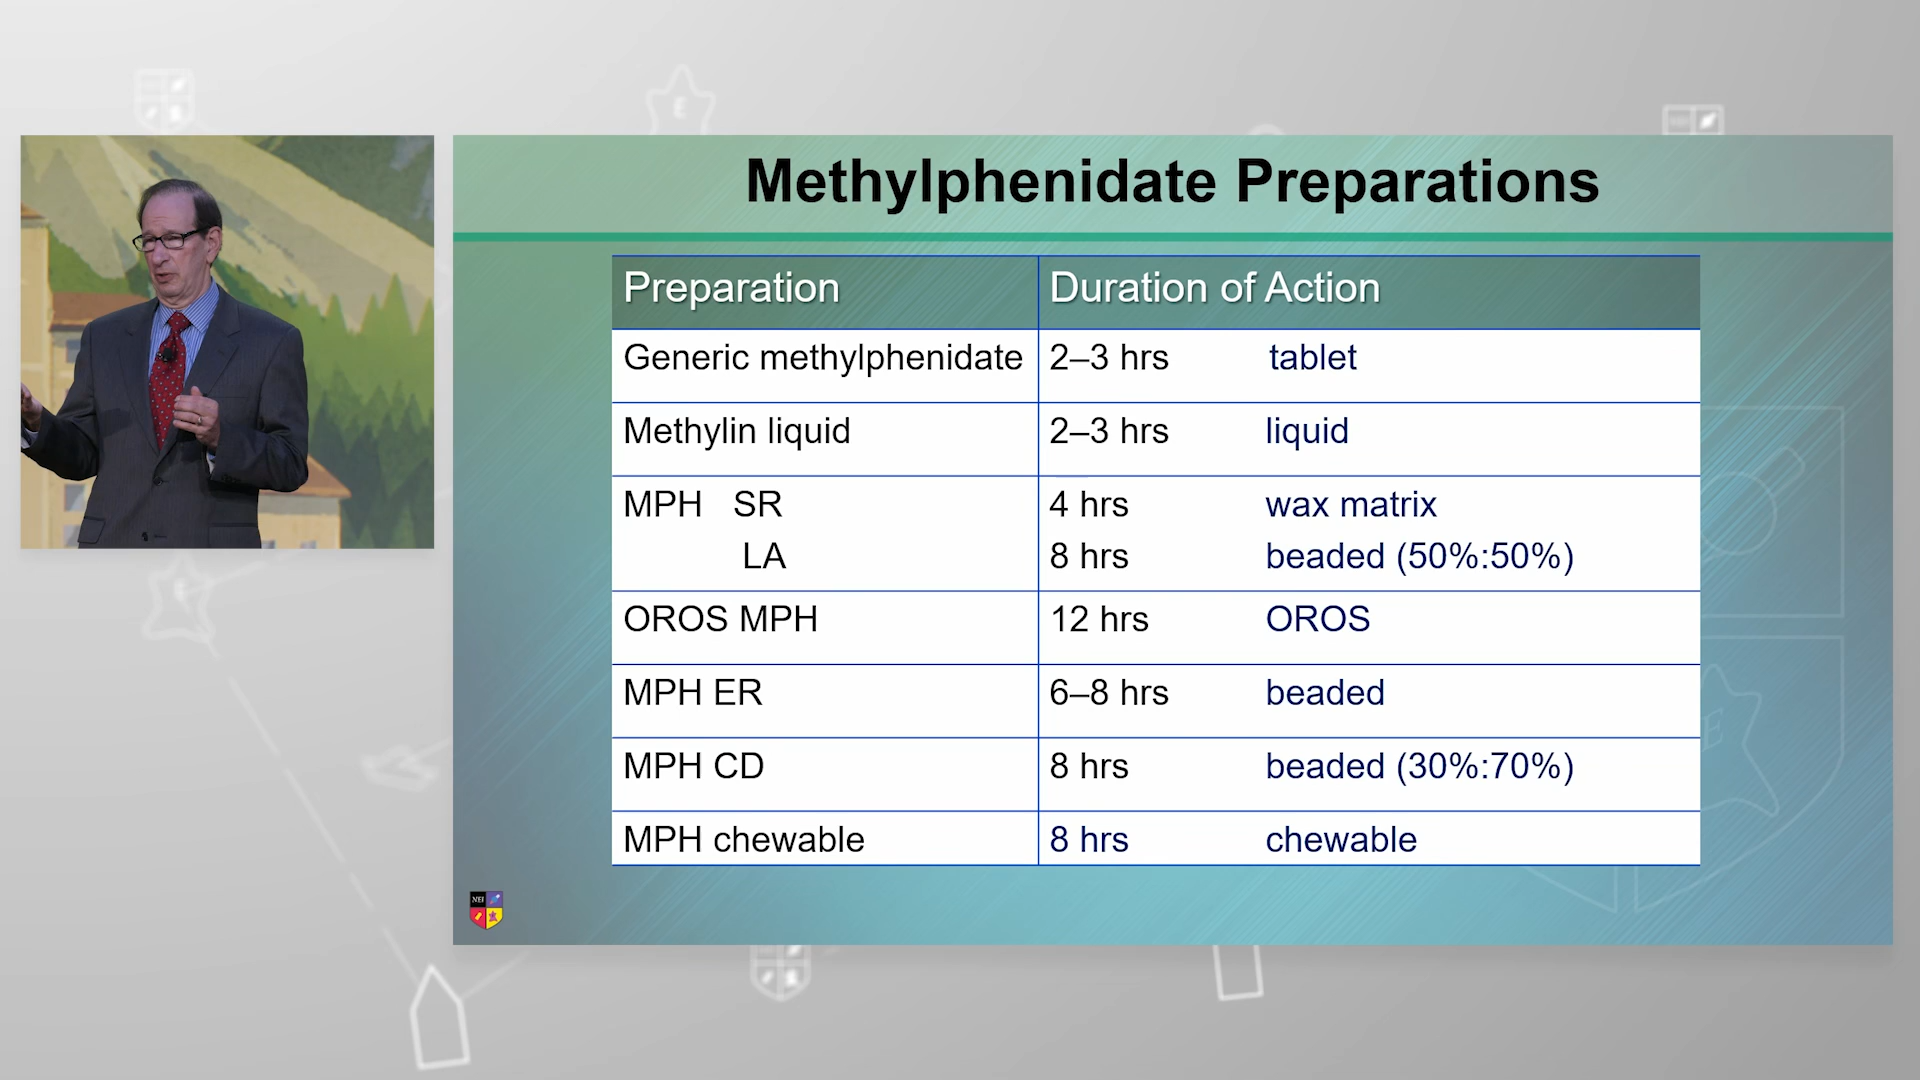 Methylphenidate Preparations
Preparation Duration of Action
Generic methylphenidate 2–3 hrs tablet
Methylin liquid 2–3 hrs liquid
MPH SR 4 hrs wax matrix
LA 8 hrs beaded (50%:50%)
OROS MPH 12 hrs OROS
MPH ER 6–8 hrs beaded
MPH CD 8 hrs beaded (30%:70%)
MPH chewable 8 hrs chewable
NEI